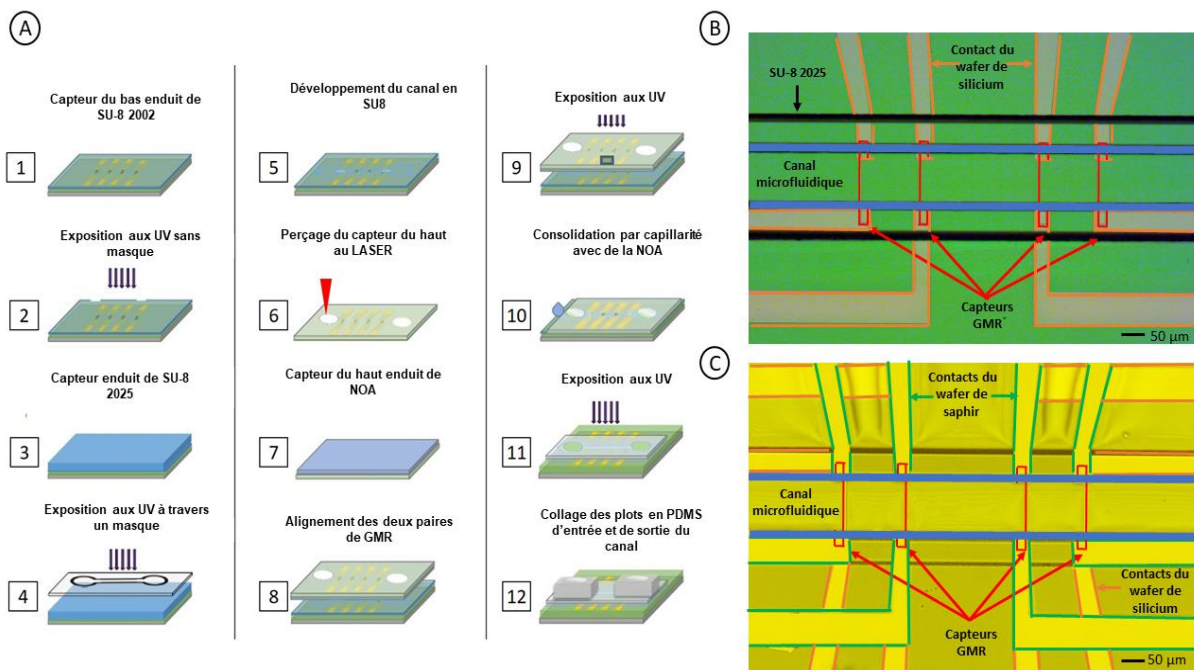 A
Capteur du bas enduit de
SU-8 2002
1
Exposition aux UV sans
masque
2
Capteur enduit de SU-8
2025
3
Exposition aux UV à travers
un masque
4
Développement du canal en
SU8
5
Perçage du capteur du haut
au LASER
6
Capteur du haut enduit de
NOA
7
Alignement des deux paires
de GMR
8
Exposition aux UV
9
Consolidation par capillarité
avec de la NOA
10
Exposition aux UV
11
Collage des plots en PDMS
d'entrée et de sortie du
canal
12
B
SU-8 2025
Contact du
wafer de
silicium
Canal
microfluidique
Capteurs
GMR
50 µm
C
Contacts du
wafer de
saphir
Canal
microfluidique
Contacts du
wafer de
silicium
Capteurs
GMR
50 µm